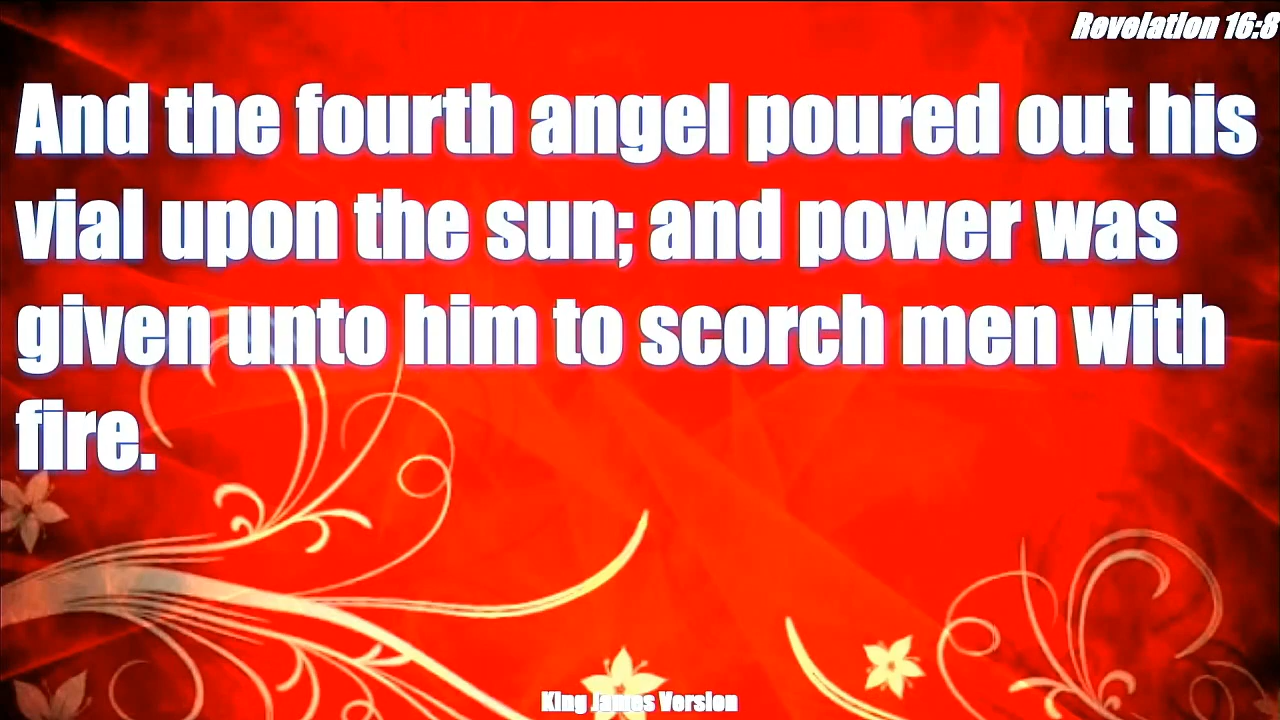 Revelation 16:8
And the fourth angel poured out his
vial upon the sun; and power was
given unto him to scorch men with
fire.
King James Version